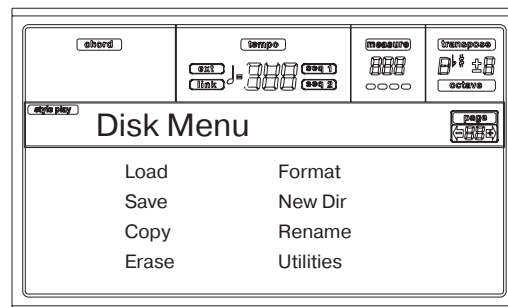 chord tempo measure transpose
ext seq 1
link seq 2
octave
style play
Disk Menu
page
Load Format
Save New Dir
Copy Rename
Erase Utilities